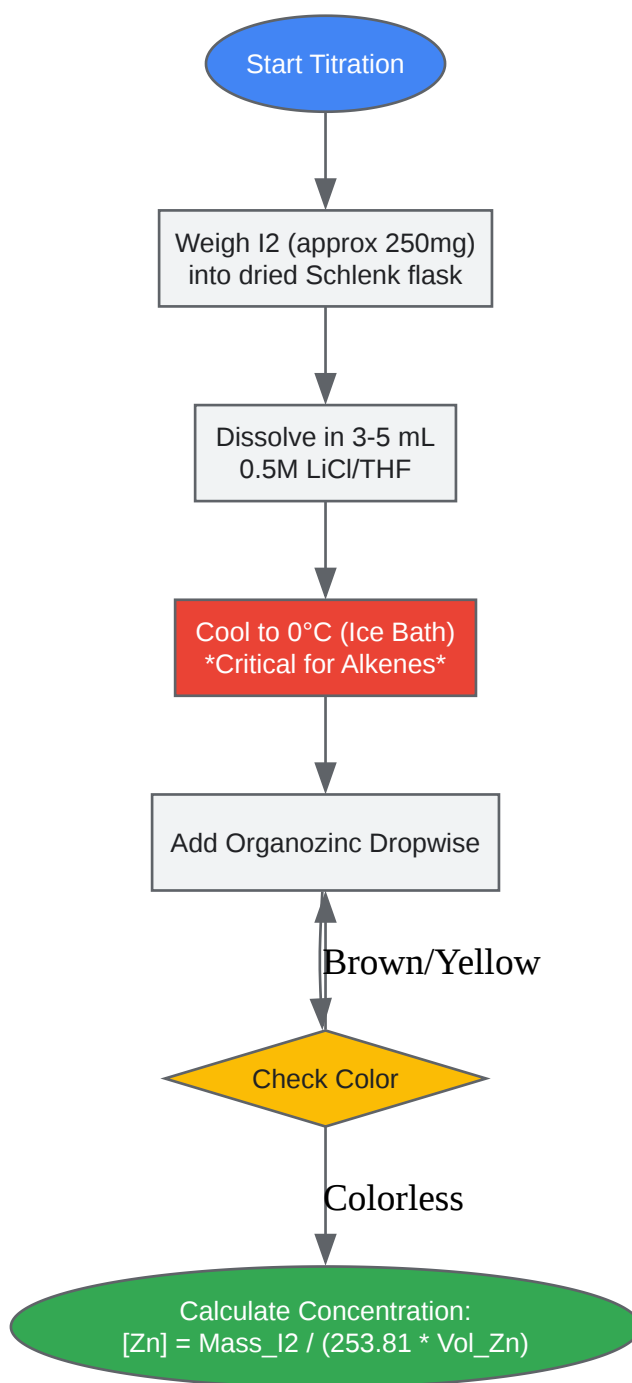 Start Titration
Weigh I2 (approx 250mg)
into dried Schlenk flask
Dissolve in 3-5 mL
0.5M LiCl/THF
Cool to 0°C (Ice Bath)
*Critical for Alkenes*
Add Organozinc Dropwise
Brown/Yellow
Check Color
Colorless
Calculate Concentration:
[Zn] = Mass_I2 / (253.81 * Vol_Zn)